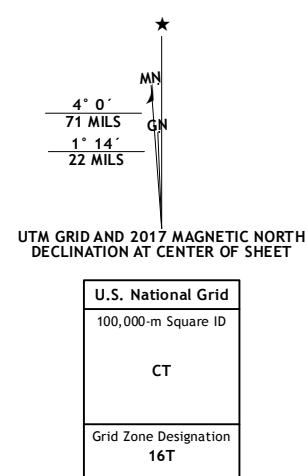 ★
MN
4° 0´
71 MILS
GN
1° 14´
22 MILS
UTM GRID AND 2017 MAGNETIC NORTH
DECLINATION AT CENTER OF SHEET
U.S. National Grid
100,000-m Square ID
CT
Grid Zone Designation
16T